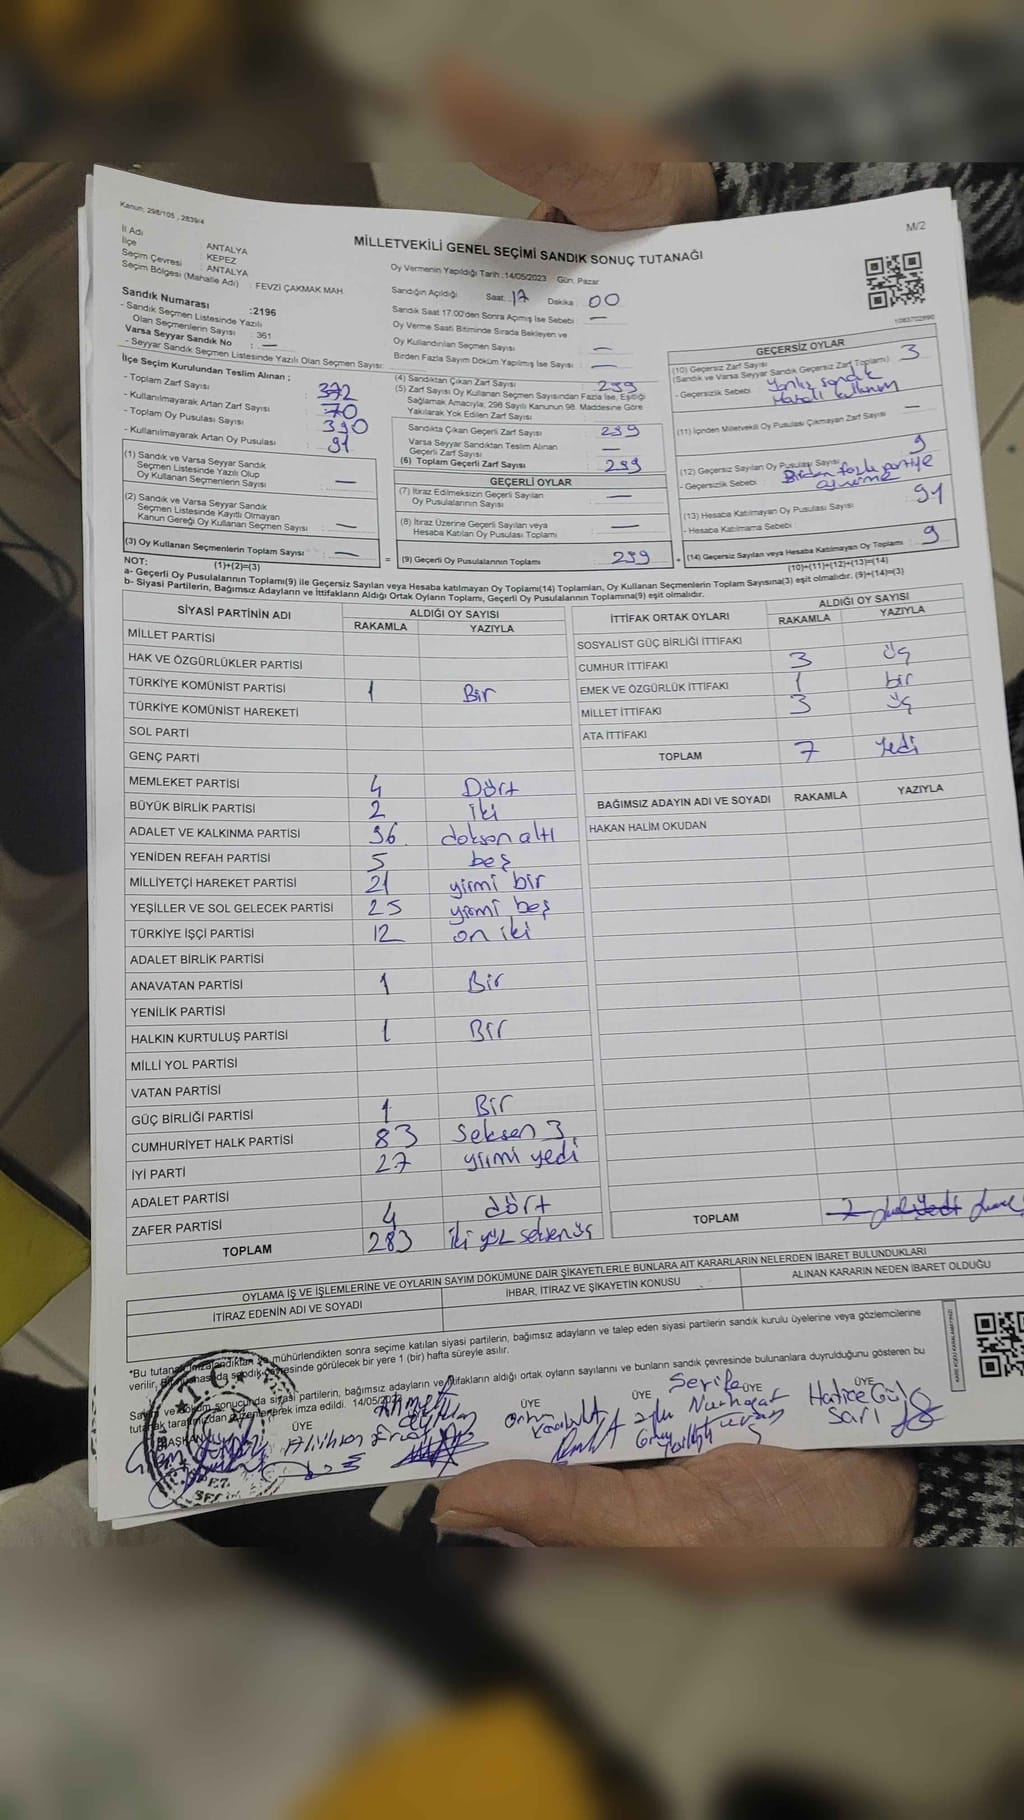 Kanun; 298/105 , 2839/4
M/2
MİLLETVEKİLİ GENEL SEÇİMİ SANDIK SONUÇ TUTANAĞI
İl Adı : ANTALYA
İlçe : KEPEZ
Seçim Çevresi : ANTALYA
Seçim Bölgesi (Mahalle Adı) : FEVZİ ÇAKMAK MAH.
Sandık Numarası :2196
- Sandık Seçmen Listesinde Yazılı
Olan Seçmenlerin Sayısı : 361
Varsa Seyyar Sandık No : —
- Seyyar Sandık Seçmen Listesinde Yazılı Olan Seçmen Sayısı:
İlçe Seçim Kurulundan Teslim Alınan ;
- Toplam Zarf Sayısı : 372
- Kullanılmayarak Artan Zarf Sayısı : 70
- Toplam Oy Pusulası Sayısı : 390
- Kullanılmayarak Artan Oy Pusulası : 91
(1) Sandık ve Varsa Seyyar Sandık
Seçmen Listesinde Yazılı Olup
Oy Kullanan Seçmenlerin Sayısı : —
(2) Sandık ve Varsa Seyyar Sandık
Seçmen Listesinde Kayıtlı Olmayan
Kanun Gereği Oy Kullanan Seçmen Sayısı : —
(3) Oy Kullanan Seçmenlerin Toplam Sayısı : —
(1)+(2)=(3)
Oy Vermenin Yapıldığı Tarih :14/05/2023 Gün. Pazar
Sandığın Açıldığı Saat. 17 Dakika : 00
Sandık Saat 17.00'den Sonra Açılmış İse Sebebi : —
Oy Verme Saati Bitiminde Sırada Bekleyen ve
Oy Kullandırılan Seçmen Sayısı : —
Birden Fazla Sayım Döküm Yapılmış İse Sayısı : —
(4) Sandıktan Çıkan Zarf Sayısı : 299
(5) Zarf Sayısı Oy Kullanan Seçmen Sayısından Fazla İse, Eşitliği
Sağlamak Amacıyla; 298 Sayılı Kanunun 98. Maddesine Göre
Yakılarak Yok Edilen Zarf Sayısı :
Sandıkta Çıkan Geçerli Zarf Sayısı : 299
Varsa Seyyar Sandıktan Teslim Alınan
Geçerli Zarf Sayısı : —
(6) Toplam Geçerli Zarf Sayısı : 299
GEÇERLİ OYLAR
(7) İtiraz Edilmeksizin Geçerli Sayılan
Oy Pusulalarının Sayısı : —
(8) İtiraz Üzerine Geçerli Sayılan veya
Hesaba Katılan Oy Pusulası Toplamı : —
= (9) Geçerli Oy Pusulalarının Toplamı : 299
1083702890
GEÇERSİZ OYLAR
(10) Geçersiz Zarf Sayısı : 3
(Sandık ve Varsa Seyyar Sandık Geçersiz Zarf Toplamı)
- Geçersizlik Sebebi : Yanlış sandık
kullanım
(11) İçinden Milletvekili Oy Pusulası Çıkmayan Zarf Sayısı : —
(12) Geçersiz Sayılan Oy Pusulası Sayısı : 9
- Geçersizlik Sebebi : Birden fazla partiye
oy verme
(13) Hesaba Katılmayan Oy Pusulası Sayısı : 91
- Hesaba Katılmama Sebebi :
+ (14) Geçersiz Sayılan veya Hesaba Katılmayan Oy Toplamı : 9
(10)+(11)+(12)+(13)=(14)
NOT:
a- Geçerli Oy Pusulalarının Toplamı(9) ile Geçersiz Sayılan veya Hesaba katılmayan Oy Toplamı(14) Toplamları, Oy Kullanan Seçmenlerin Toplam Sayısına(3) eşit olmalıdır. (9)+(14)=(3)
b- Siyasi Partilerin, Bağımsız Adayların ve İttifakların Aldığı Ortak Oyların Toplamı, Geçerli Oy Pusulalarının Toplamına(9) eşit olmalıdır.
SİYASİ PARTİNİN ADI ALDIĞI OY SAYISI
RAKAMLA YAZIYLA
MİLLET PARTİSİ
HAK VE ÖZGÜRLÜKLER PARTİSİ
TÜRKİYE KOMÜNİST PARTİSİ 1 Bir
TÜRKİYE KOMÜNİST HAREKETİ
SOL PARTİ
GENÇ PARTİ
MEMLEKET PARTİSİ 4 Dört
BÜYÜK BİRLİK PARTİSİ 2 iki
ADALET VE KALKINMA PARTİSİ 96 doksan altı
YENİDEN REFAH PARTİSİ 5 beş
MİLLİYETÇİ HAREKET PARTİSİ 21 yirmi bir
YEŞİLLER VE SOL GELECEK PARTİSİ 25 yirmi beş
TÜRKİYE İŞÇİ PARTİSİ 12 on iki
ADALET BİRLİK PARTİSİ
ANAVATAN PARTİSİ 1 Bir
YENİLİK PARTİSİ
HALKIN KURTULUŞ PARTİSİ 1 Bir
MİLLİ YOL PARTİSİ
VATAN PARTİSİ
GÜÇ BİRLİĞİ PARTİSİ 1 Bir
CUMHURİYET HALK PARTİSİ 83 Seksen 3
İYİ PARTİ 27 yirmi yedi
ADALET PARTİSİ
ZAFER PARTİSİ 4 dört
TOPLAM 283 iki yüz seksen üç
İTTİFAK ORTAK OYLARI ALDIĞI OY SAYISI
RAKAMLA YAZIYLA
SOSYALİST GÜÇ BİRLİĞİ İTTİFAKI
CUMHUR İTTİFAKI 3 üç
EMEK VE ÖZGÜRLÜK İTTİFAKI 1 bir
MİLLET İTTİFAKI 3 üç
ATA İTTİFAKI
TOPLAM 7 yedi
BAĞIMSIZ ADAYIN ADI VE SOYADI RAKAMLA YAZIYLA
HAKAN HALİM OKUDAN
TOPLAM
OYLAMA İŞ VE İŞLEMLERİNE VE OYLARIN SAYIM DÖKÜMÜNE DAİR ŞİKAYETLERLE BUNLARA AİT KARARLARIN NELERDEN İBARET BULUNDUKLARI
İTİRAZ EDENİN ADI VE SOYADI İHBAR, İTİRAZ VE ŞİKAYETİN KONUSU ALINAN KARARIN NEDEN İBARET OLDUĞU
*Bu tutanak mühürlendikten sonra seçime katılan siyasi partilerin, bağımsız adayların ve talep eden siyasi partilerin sandık kurulu üyelerine veya gözlemcilerine
verilir, çevresinde görülecek bir yere 1 (bir) hafta süreyle asılır.
Sayım ve döküm sonucunda siyasi partilerin, bağımsız adayların ve ittifakların aldığı ortak oyların sayılarını ve bunların sandık çevresinde bulunanlara duyrulduğunu gösteren bu
tutanak tarafımızdan düzenlenerek imza edildi. 14/05/
BAŞKAN ÜYE ÜYE ÜYE ÜYE
Ahmet
Şerife
Hatice Gül
Sarı
T.C.